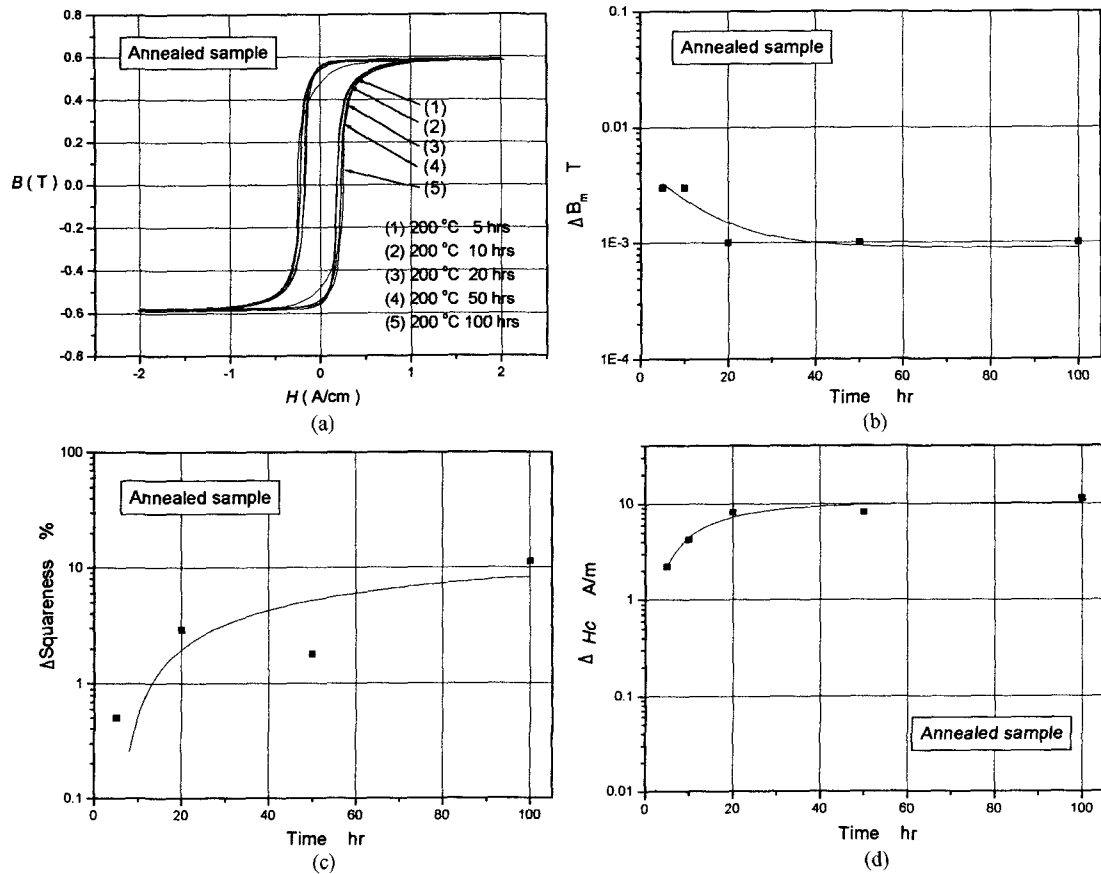 Annealed sample
B ( T )
0.8
0.6
0.4
0.2
0.0
-0.2
-0.4
-0.6
-0.8
(1)
(2)
(3)
(4)
(5)
(1) 200 °C 5 hrs
(2) 200 °C 10 hrs
(3) 200 °C 20 hrs
(4) 200 °C 50 hrs
(5) 200 °C 100 hrs
-2 -1 0 1 2
H ( A/cm )
(a)
Annealed sample
Δ Bm T
0.1
0.01
1E-3
1E-4
0 20 40 60 80 100
Time hr
(b)
Annealed sample
ΔSquareness %
100
10
1
0.1
0 20 40 60 80 100
Time hr
(c)
Δ Hc A/m
10
1
0.1
0.01
Annealed sample
0 20 40 60 80 100
Time hr
(d)